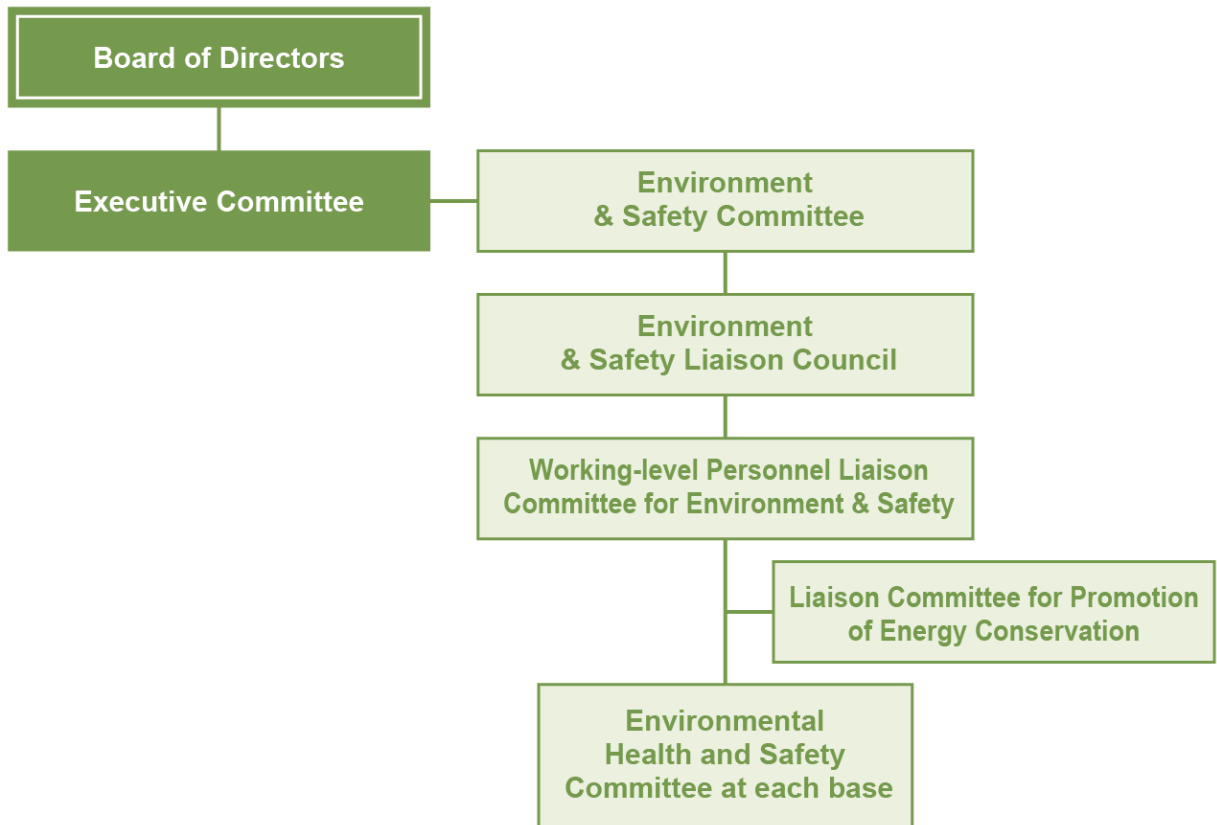 Board of Directors
Executive Committee
Environment
& Safety Committee
Environment
& Safety Liaison Council
Working-level Personnel Liaison
Committee for Environment & Safety
Liaison Committee for Promotion
of Energy Conservation
Environmental
Health and Safety
Committee at each base